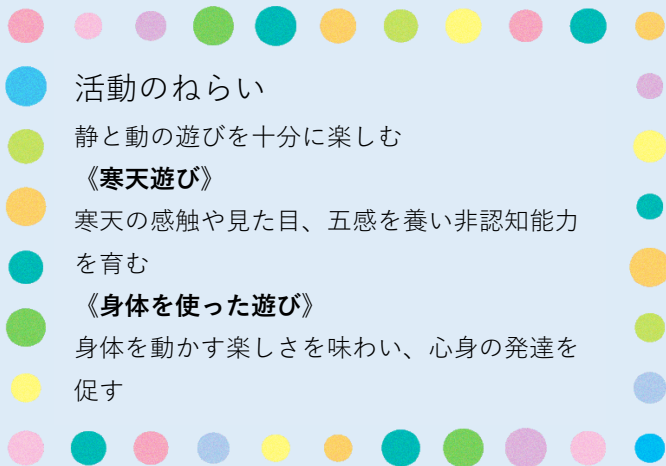 活動のねらい
静と動の遊びを十分に楽しむ
《寒天遊び》
寒天の感触や見た目、五感を養い非認知能力
を育む
《身体を使った遊び》
身体を動かす楽しさを味わい、心身の発達を
促す